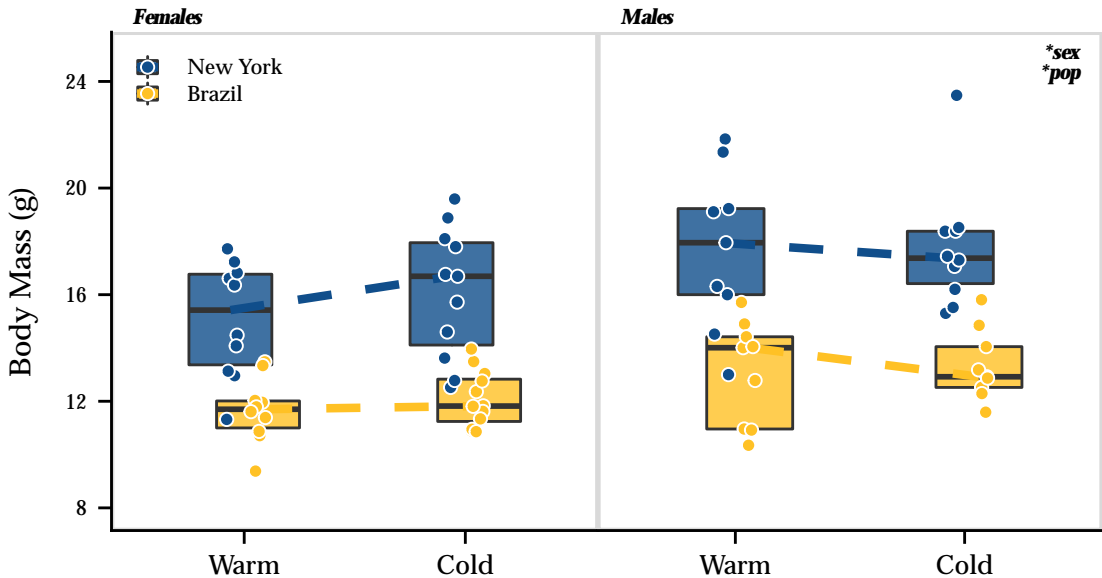 Females
Males
*sex
*pop
New York
Brazil
Body Mass (g)
24
20
16
12
8
Warm
Cold
Warm
Cold